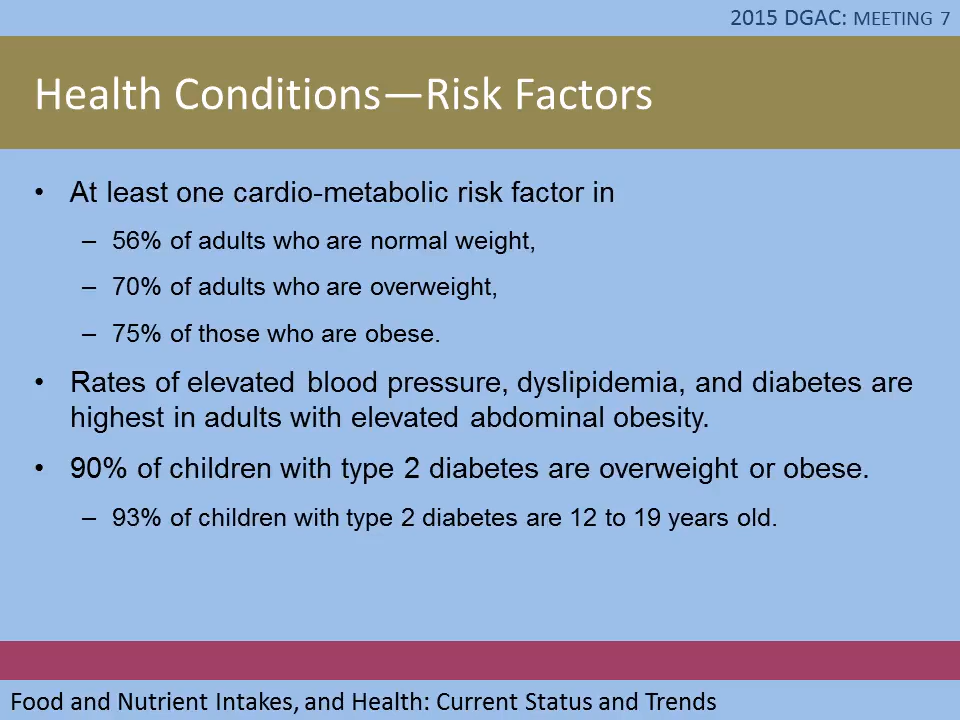 2015 DGAC: MEETING 7
Health Conditions—Risk Factors
• At least one cardio-metabolic risk factor in
– 56% of adults who are normal weight,
– 70% of adults who are overweight,
– 75% of those who are obese.
• Rates of elevated blood pressure, dyslipidemia, and diabetes are
highest in adults with elevated abdominal obesity.
• 90% of children with type 2 diabetes are overweight or obese.
– 93% of children with type 2 diabetes are 12 to 19 years old.
Food and Nutrient Intakes, and Health: Current Status and Trends